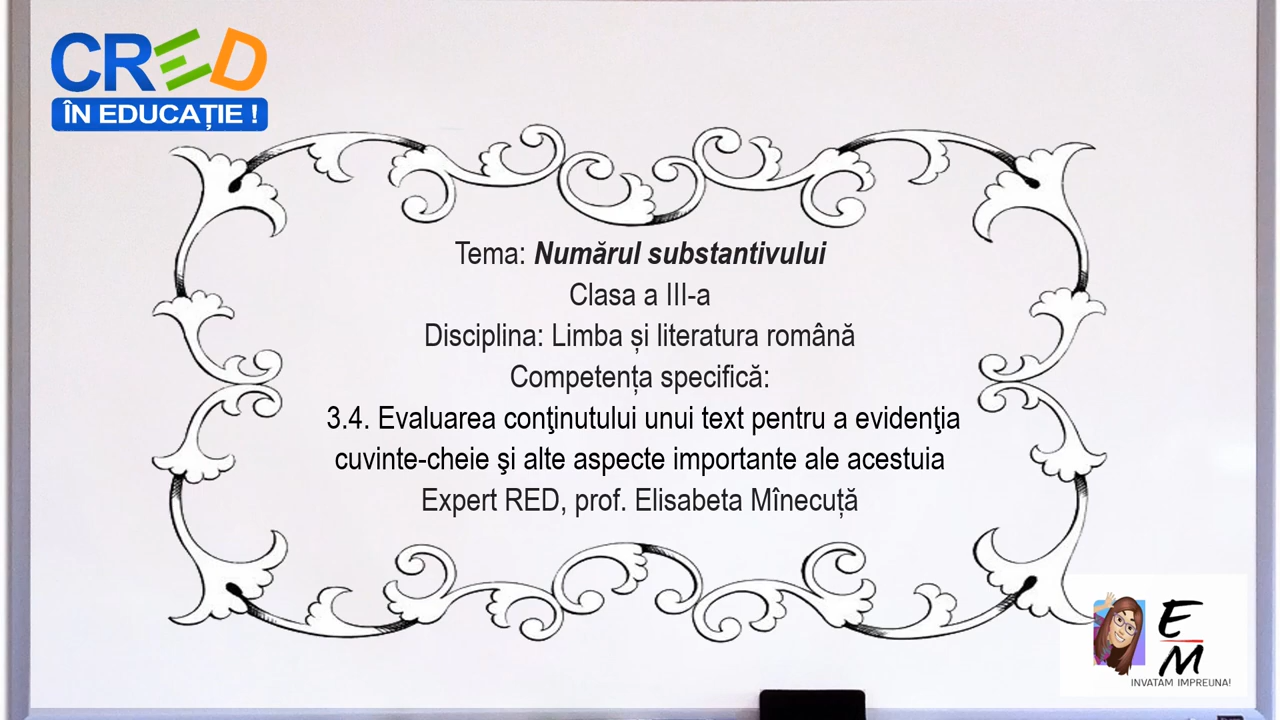 CRED
ÎN EDUCAȚIE !
Tema: Numărul substantivului
Clasa a III-a
Disciplina: Limba și literatura română
Competența specifică:
3.4. Evaluarea conţinutului unui text pentru a evidenţia
cuvinte-cheie şi alte aspecte importante ale acestuia
Expert RED, prof. Elisabeta Mînecuță
E
M
INVATAM IMPREUNA!